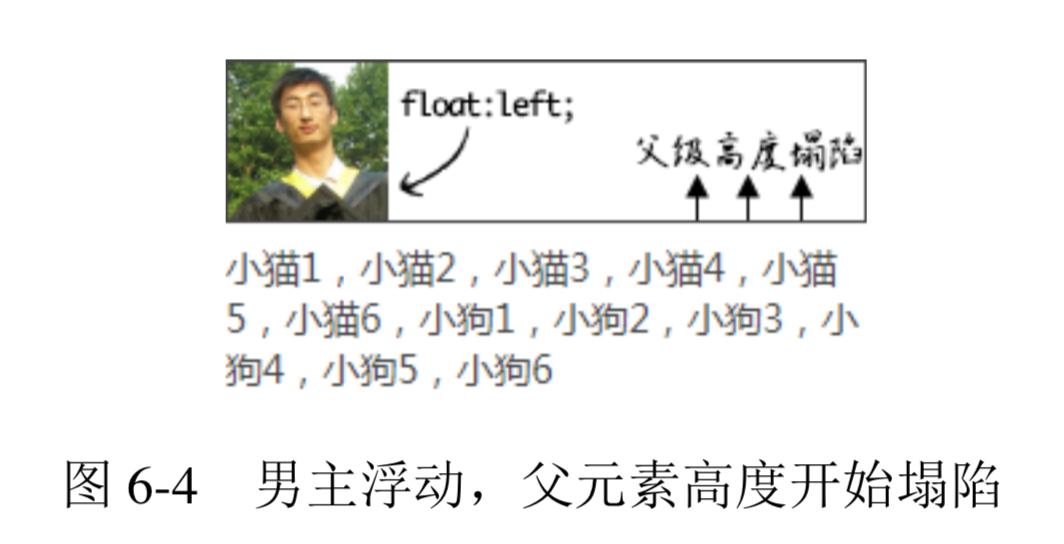 float:left;
父级高度塌陷
小猫1，小猫2，小猫3，小猫4，小猫
5，小猫6，小狗1，小狗2，小狗3，小
狗4，小狗5，小狗6
图 6-4 男主浮动，父元素高度开始塌陷